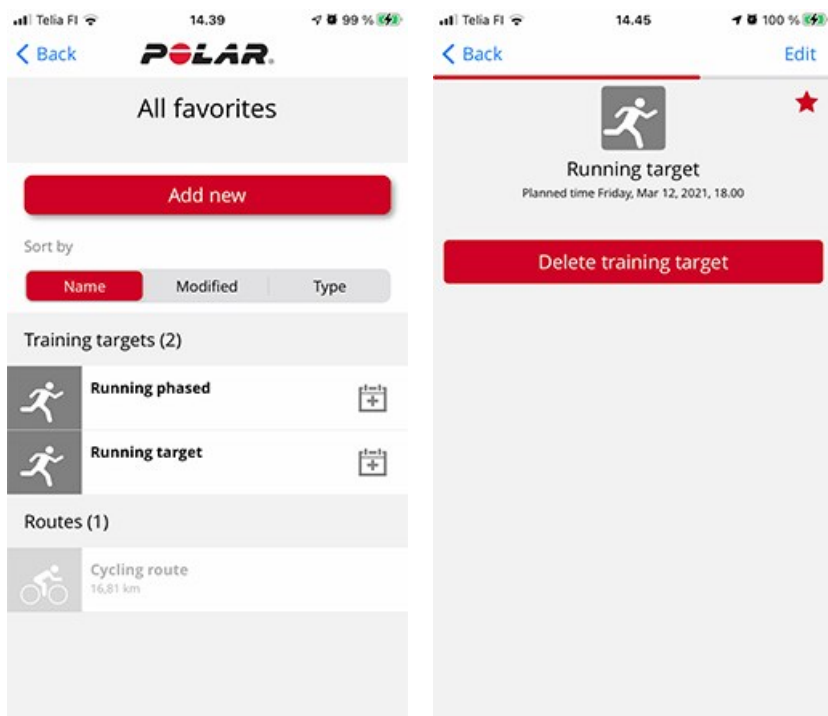 Telia FI 14.39 99 %
Back POLAR.
All favorites
Add new
Sort by
Name Modified Type
Training targets (2)
Running phased
Running target
Routes (1)
Cycling route
16,81 km
Telia FI 14.45 100 %
Back Edit
Running target
Planned time Friday, Mar 12, 2021, 18.00
Delete training target